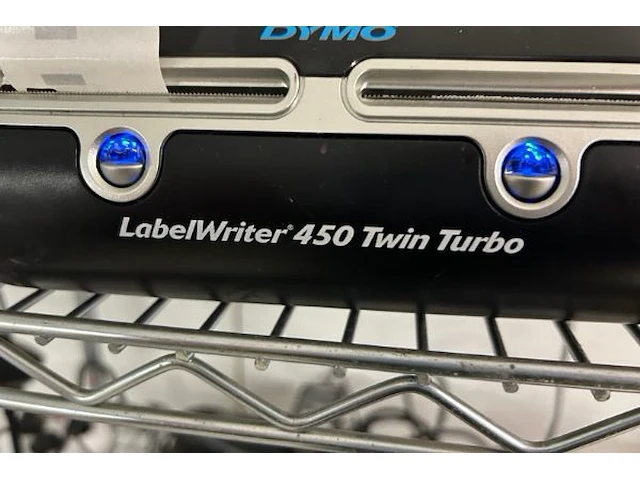 DYMO
LabelWriter® 450 Twin Turbo